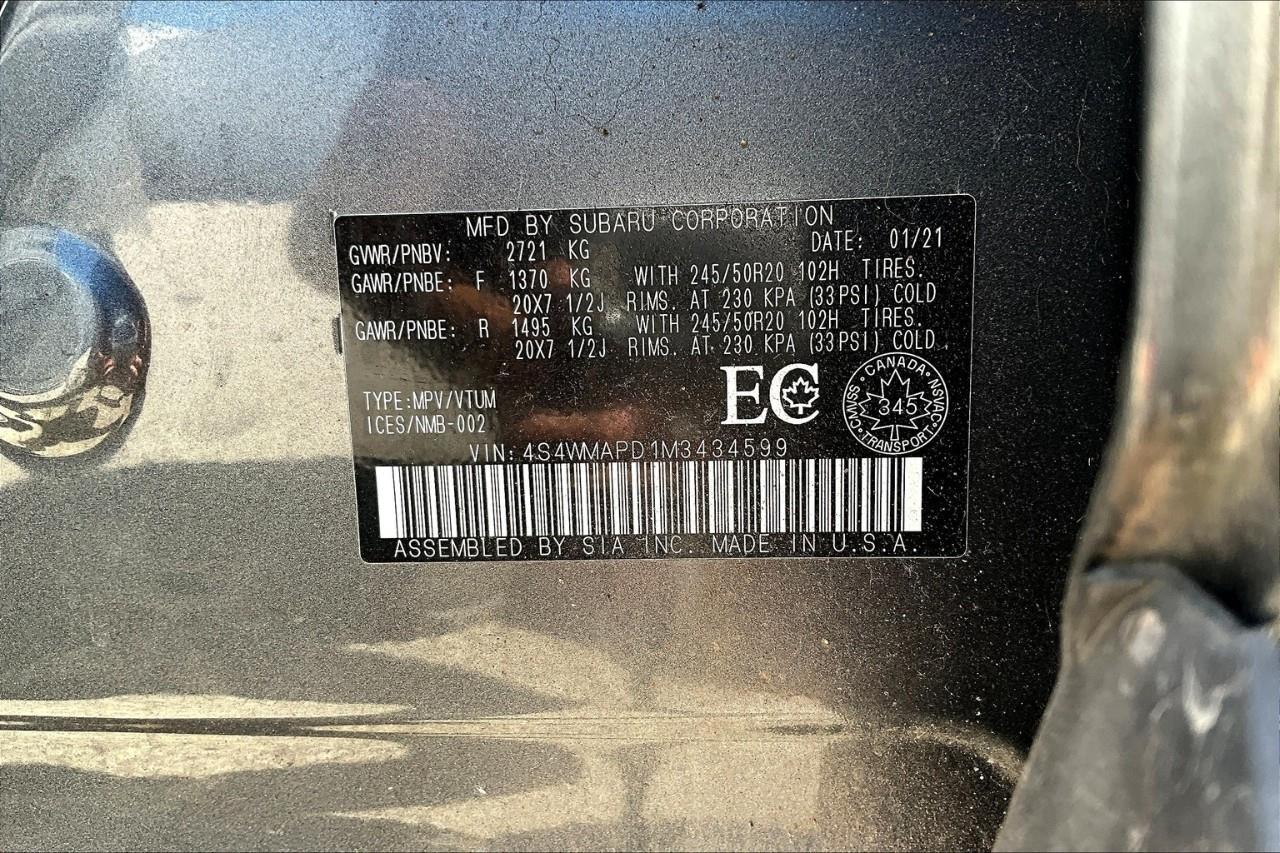 MFD BY SUBARU CORPORATION
GVWR/PNBV: 2721 KG DATE: 01/21
GAWR/PNBE: F 1370 KG WITH 245/50R20 102H TIRES.
20X7 1/2J RIMS. AT 230 KPA (33PSI) COLD
GAWR/PNBE: R 1495 KG WITH 245/50R20 102H TIRES.
20X7 1/2J RIMS. AT 230 KPA (33PSI) COLD.
EC
CANADA
CMVSS 345 NSVAC
TRANSPORT
TYPE:MPV/VTUM
ICES/NMB-002
VIN: 4S4WMAPD1M3434599
ASSEMBLED BY SIA INC. MADE IN U.S.A.